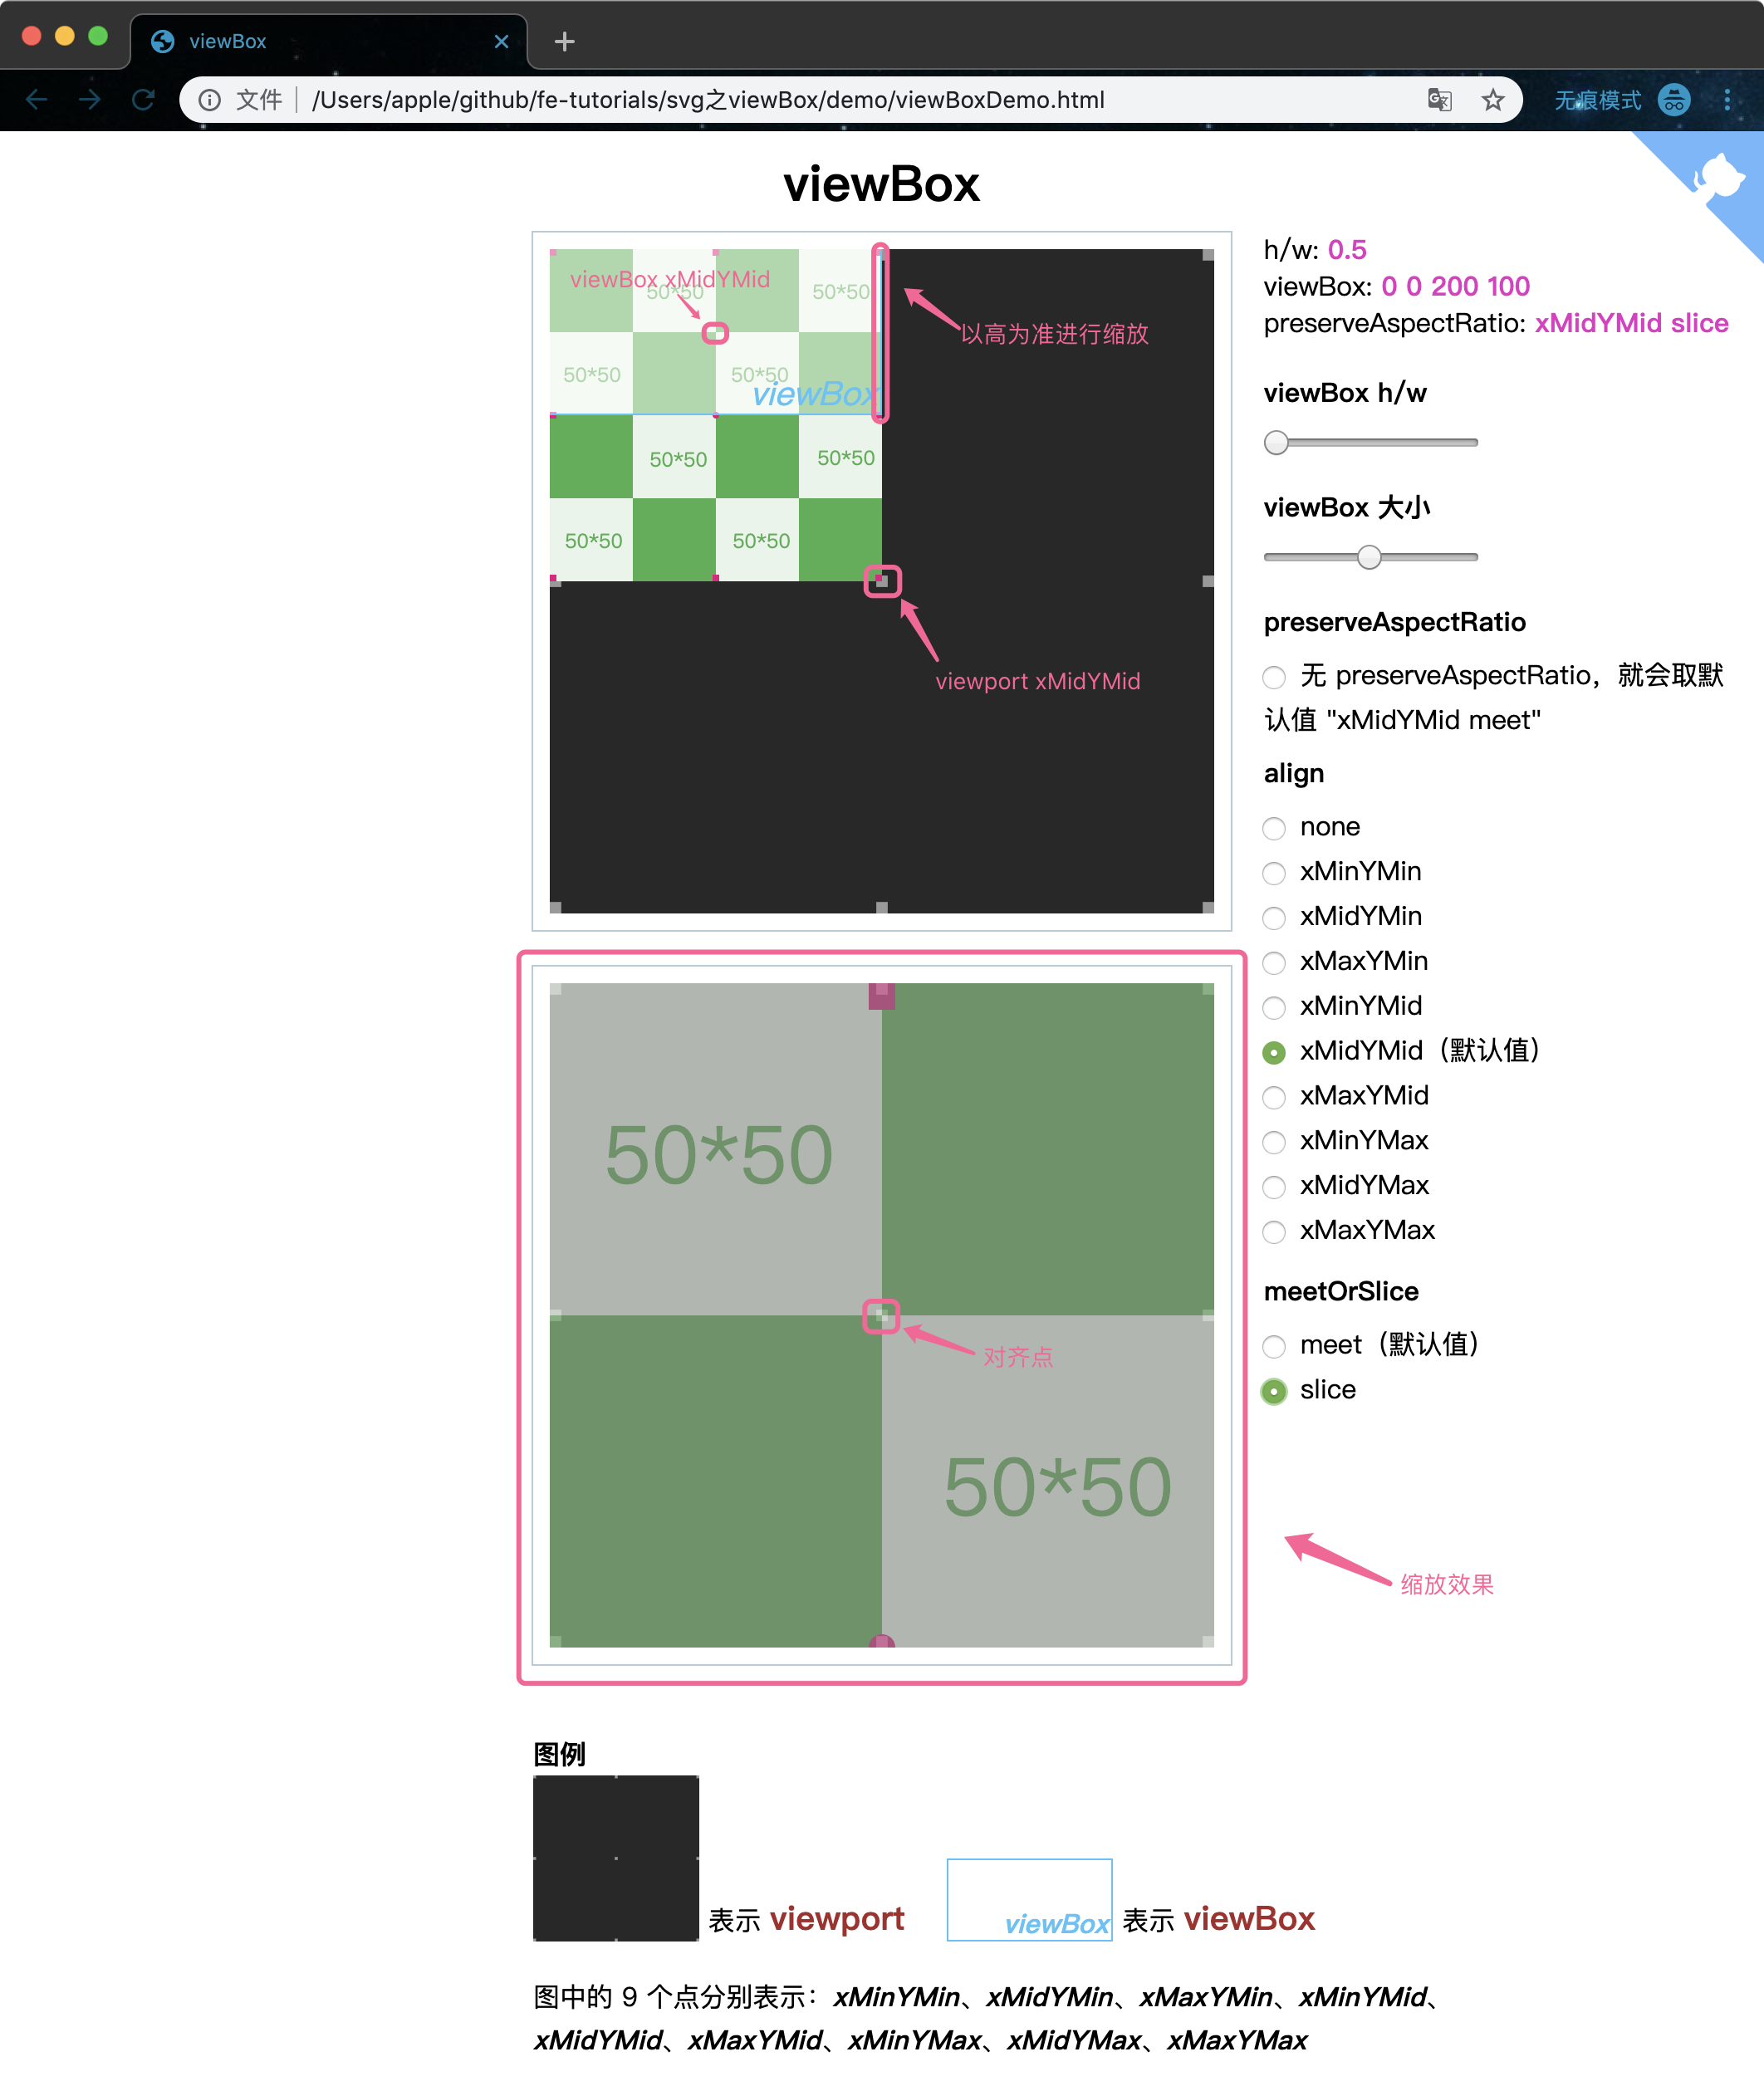 viewBox
文件 /Users/apple/github/fe-tutorials/svg之viewBox/demo/viewBoxDemo.html
无痕模式
viewBox
viewBox xMidYMid
50*50
50*50
以高为准进行缩放
50*50
50*50
viewBox
50*50
50*50
50*50
50*50
viewport xMidYMid
50*50
对齐点
50*50
缩放效果
h/w: 0.5
viewBox: 0 0 200 100
preserveAspectRatio: xMidYMid slice
viewBox h/w
viewBox 大小
preserveAspectRatio
无 preserveAspectRatio，就会取默
认值 "xMidYMid meet"
align
none
xMinYMin
xMidYMin
xMaxYMin
xMinYMid
xMidYMid（默认值）
xMaxYMid
xMinYMax
xMidYMax
xMaxYMax
meetOrSlice
meet（默认值）
slice
图例
表示 viewport
viewBox
表示 viewBox
图中的 9 个点分别表示：xMinYMin、xMidYMin、xMaxYMin、xMinYMid、
xMidYMid、xMaxYMid、xMinYMax、xMidYMax、xMaxYMax